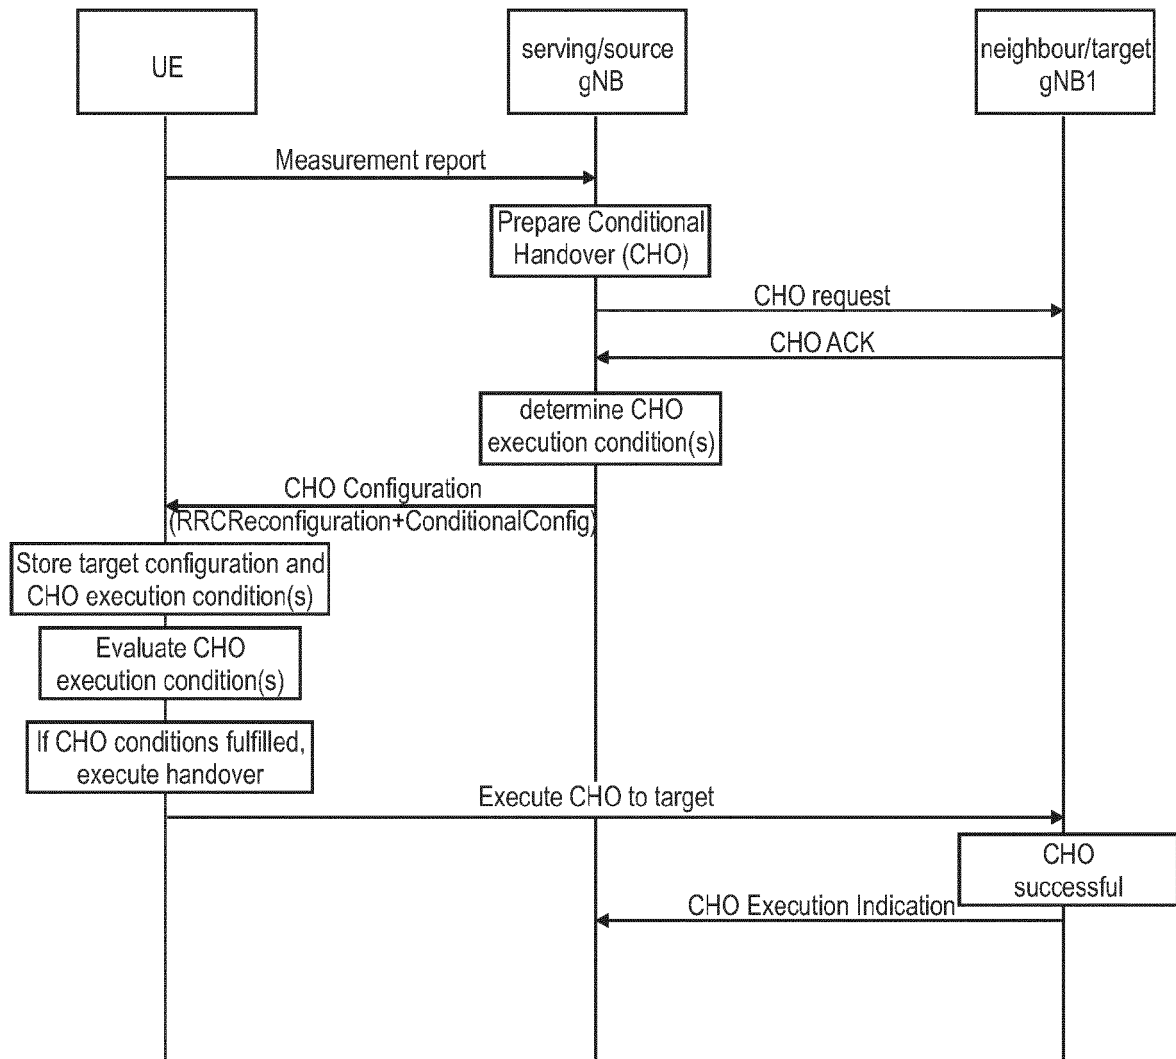 UE
serving/source
gNB
neighbour/target
gNB1
Measurement report
Prepare Conditional
Handover (CHO)
CHO request
CHO ACK
determine CHO
execution condition(s)
CHO Configuration
(RRCReconfiguration+ConditionalConfig)
Store target configuration and
CHO execution condition(s)
Evaluate CHO
execution condition(s)
If CHO conditions fulfilled,
execute handover
Execute CHO to target
CHO
successful
CHO Execution Indication